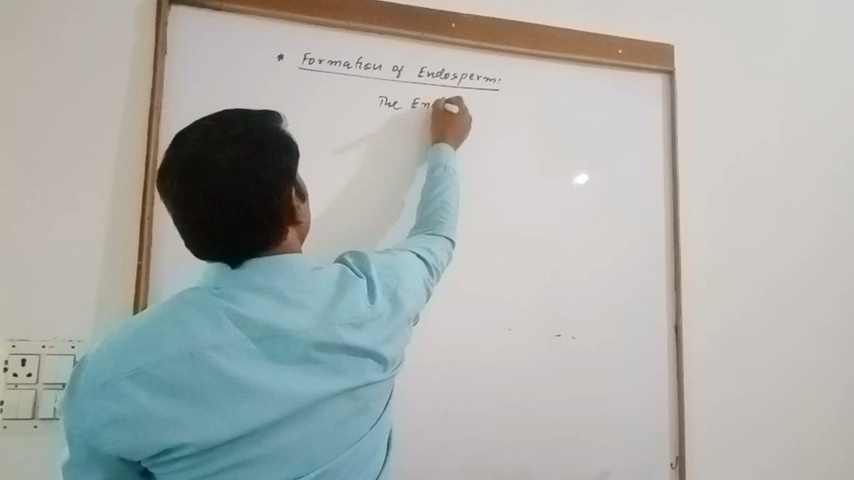 * Formation of Endosperm:
The En